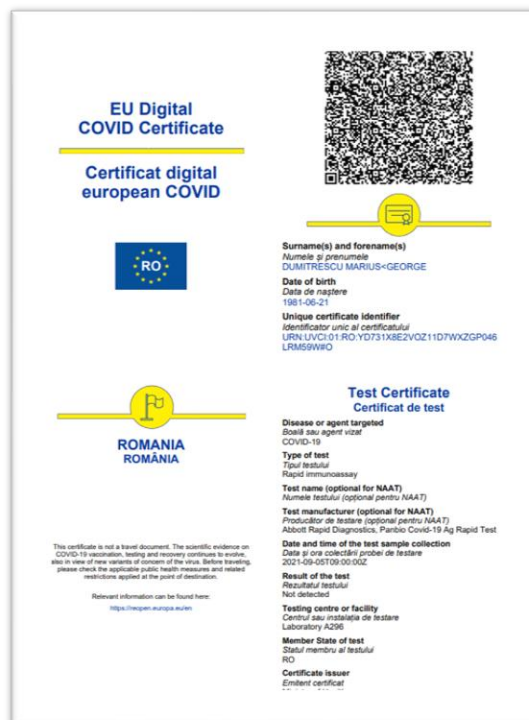 EU Digital
COVID Certificate
Certificat digital
european COVID
RO
ROMANIA
ROMÂNIA
This certificate is not a travel document. The scientific evidence on
COVID-19 vaccination, testing and recovery continues to evolve,
also in view of new variants of concern of the virus. Before traveling,
please check the applicable public health measures and related
restrictions applied at the point of destination.
Relevant information can be found here:
https://reopen.europa.eu/en
Surname(s) and forename(s)
Numele și prenumele
DUMITRESCU MARIUS<GEORGE
Date of birth
Data de naștere
1981-06-21
Unique certificate identifier
Identificator unic al certificatului
URN:UVCI:01:RO:YD731X8E2VOZ11D7WXZGP046
LRM59W#O
Test Certificate
Certificat de test
Disease or agent targeted
Boală sau agent vizat
COVID-19
Type of test
Tipul testului
Rapid immunoassay
Test name (optional for NAAT)
Numele testului (opțional pentru NAAT)
Test manufacturer (optional for NAAT)
Producător de testare (opțional pentru NAAT)
Abbott Rapid Diagnostics, Panbio Covid-19 Ag Rapid Test
Date and time of the test sample collection
Data și ora colectării probei de testare
2021-09-05T09:00:00Z
Result of the test
Rezultatul testului
Not detected
Testing centre or facility
Centrul sau instalația de testare
Laboratory A296
Member State of test
Statul membru al testului
RO
Certificate issuer
Emitent certificat